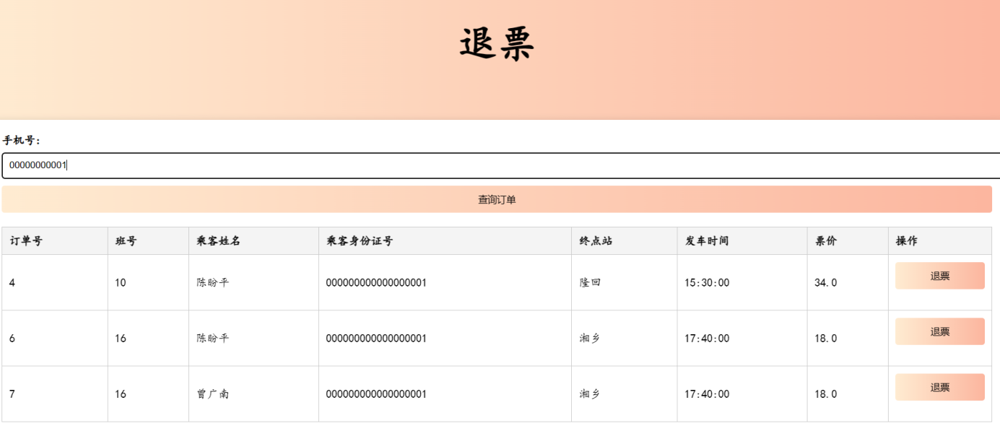 退票
手机号：
00000000001
查询订单
订单号 班号 乘客姓名 乘客身份证号 终点站 发车时间 票价 操作
4 10 陈盼平 000000000000000001 隆回 15:30:00 34.0 退票
6 16 陈盼平 000000000000000001 湘乡 17:40:00 18.0 退票
7 16 曾广南 000000000000000001 湘乡 17:40:00 18.0 退票